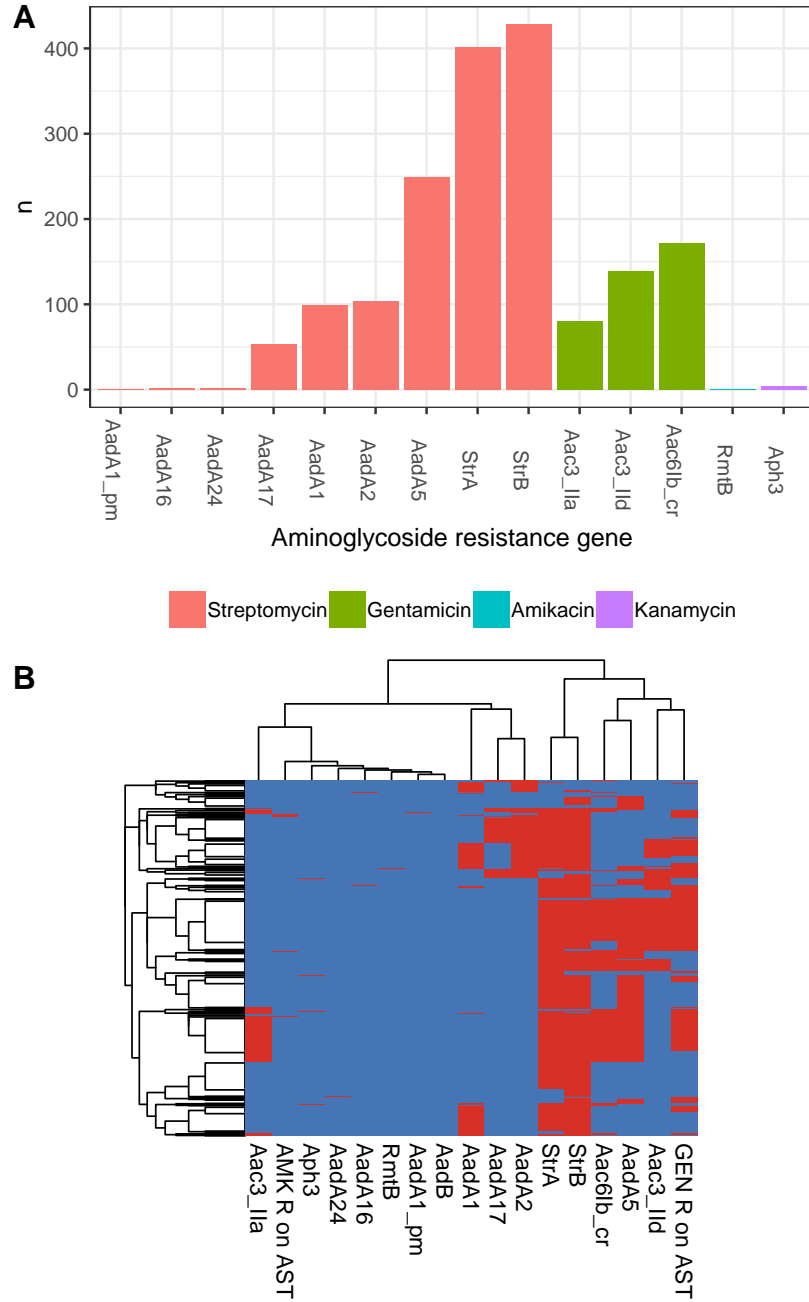 A
400
300
200
100
0
n
AadA1_pm
AadA16
AadA24
AadA17
AadA1
AadA2
AadA5
StrA
StrB
Aac3_IIa
Aac3_IId
Aac6Ib_cr
RmtB
Aph3
Aminoglycoside resistance gene
Streptomycin Gentamicin Amikacin Kanamycin
B
Aac3_IIa
AMK R on AST
Aph3
AadA24
AadA16
RmtB
AadA1_pm
AadB
AadA1
AadA17
AadA2
StrA
StrB
Aac6Ib_cr
AadA5
Aac3_IId
GEN R on AST